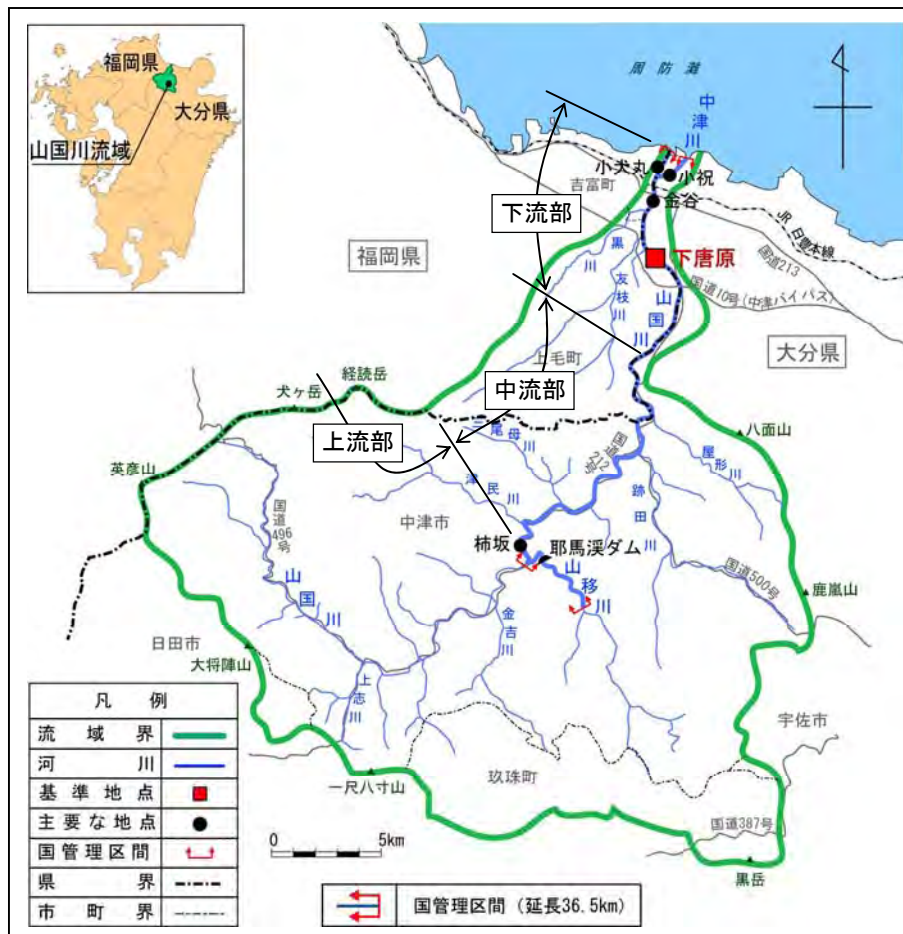 福岡県
大分県
山国川流域
周防灘
中津川
小犬丸
小祝
吉富町
金谷
下流部
JR 日豊本線
国道213
福岡県
黒川
下唐原
友枝川
国道10号(中津バイパス)
山国川
大分県
上毛町
経読岳
犬ヶ岳
中流部
上流部
八面山
三尾母川
国道212号
屋形川
英彦山
津民川
跡田川
国道496号
中津市
柿坂
耶馬渓ダム
山移川
国道500号
山国川
金吉川
鹿嵐山
日田市
大将陣山
上志川
宇佐市
玖珠町
一尺八寸山
国道387号
黒岳
凡例
流域界
河川
基準地点
主要な地点
国管理区間
県界
市町界
0 5km
国管理区間 (延長36.5km)